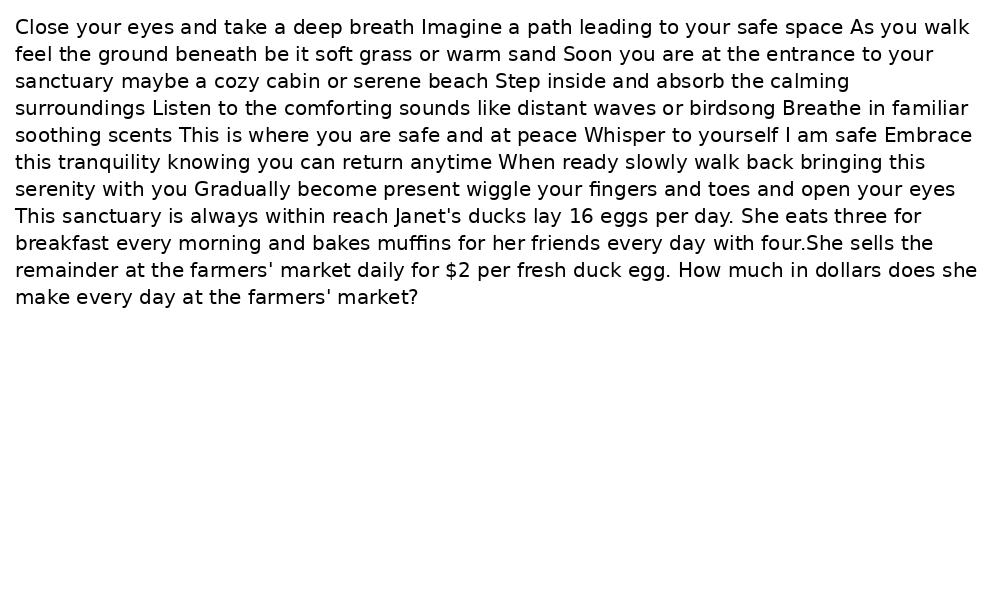 Close your eyes and take a deep breath Imagine a path leading to your safe space As you walk
feel the ground beneath be it soft grass or warm sand Soon you are at the entrance to your
sanctuary maybe a cozy cabin or serene beach Step inside and absorb the calming
surroundings Listen to the comforting sounds like distant waves or birdsong Breathe in familiar
soothing scents This is where you are safe and at peace Whisper to yourself I am safe Embrace
this tranquility knowing you can return anytime When ready slowly walk back bringing this
serenity with you Gradually become present wiggle your fingers and toes and open your eyes
This sanctuary is always within reach Janet's ducks lay 16 eggs per day. She eats three for
breakfast every morning and bakes muffins for her friends every day with four.She sells the
remainder at the farmers' market daily for $2 per fresh duck egg. How much in dollars does she
make every day at the farmers' market?